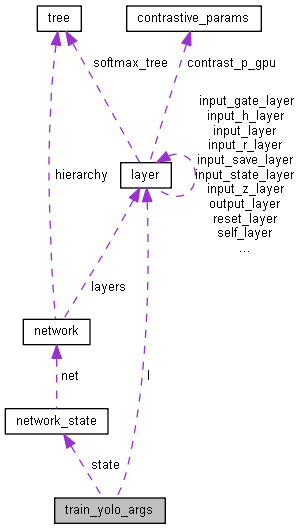 tree
contrastive_params
softmax_tree
contrast_p_gpu
input_gate_layer
input_h_layer
input_layer
input_r_layer
input_save_layer
input_state_layer
input_z_layer
output_layer
reset_layer
self_layer
...
hierarchy
layer
layers
network
net
l
network_state
state
train_yolo_args